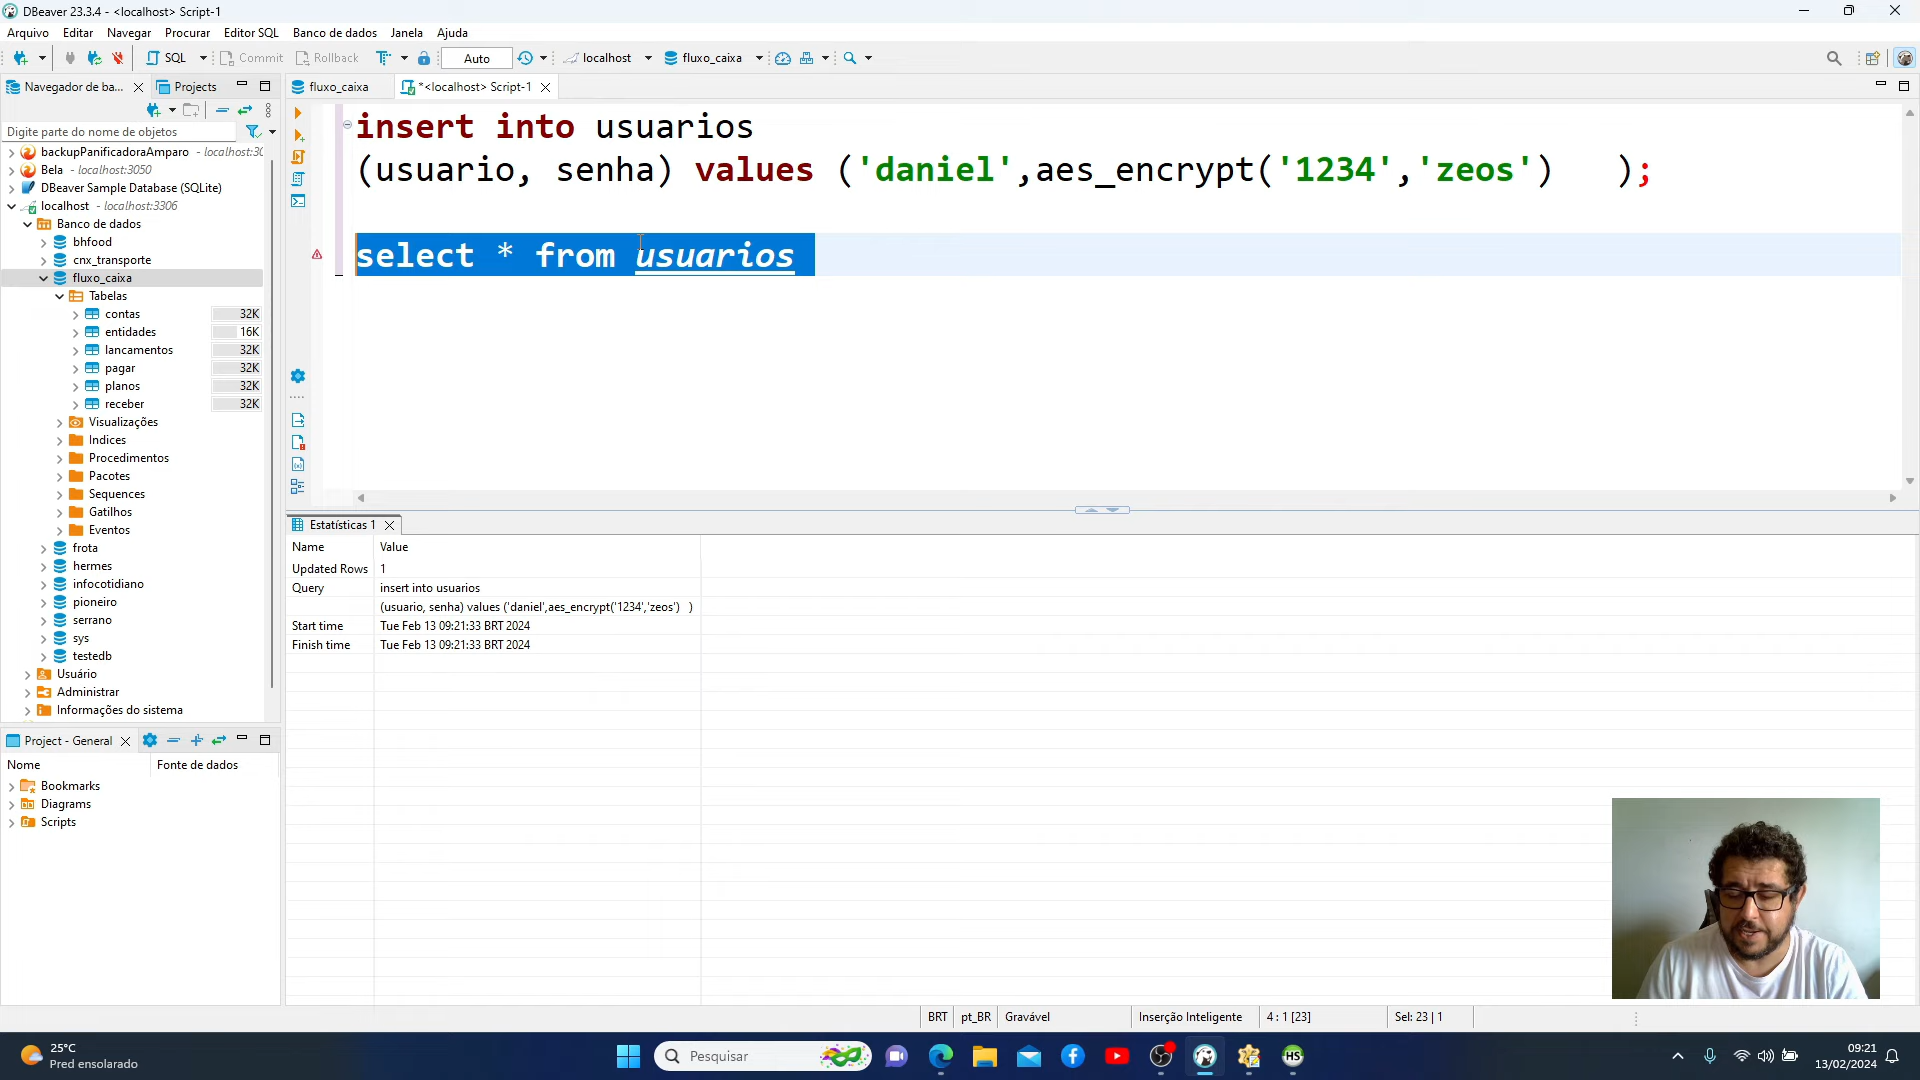 DBeaver 23.3.4 - <localhost> Script-1
Arquivo Editar Navegar Procurar Editor SQL Banco de dados Janela Ajuda
SQL Commit Rollback Auto localhost fluxo_caixa
Navegador de ba... Projects
fluxo_caixa *<localhost> Script-1
Digite parte do nome de objetos
backupPanificadoraAmparo - localhost:30
Bela - localhost:3050
DBeaver Sample Database (SQLite)
localhost - localhost:3306
Banco de dados
bhfood
cnx_transporte
fluxo_caixa
Tabelas
contas 32K
entidades 16K
lancamentos 32K
pagar 32K
planos 32K
receber 32K
Visualizações
Indices
Procedimentos
Pacotes
Sequences
Gatilhos
Eventos
frota
hermes
infocotidiano
pioneiro
serrano
sys
testedb
Usuário
Administrar
Informações do sistema
insert into usuarios
(usuario, senha) values ('daniel',aes_encrypt('1234','zeos') );
select * from usuarios
Estatísticas 1
Name Value
Updated Rows 1
Query insert into usuarios
(usuario, senha) values ('daniel',aes_encrypt('1234','zeos') )
Start time Tue Feb 13 09:21:33 BRT 2024
Finish time Tue Feb 13 09:21:33 BRT 2024
Project - General
Nome Fonte de dados
Bookmarks
Diagrams
Scripts
BRT pt_BR Gravável Inserção Inteligente 4 : 1 [23] Sel: 23 | 1
25°C
Pred ensolarado
Pesquisar
HS
09:21
13/02/2024